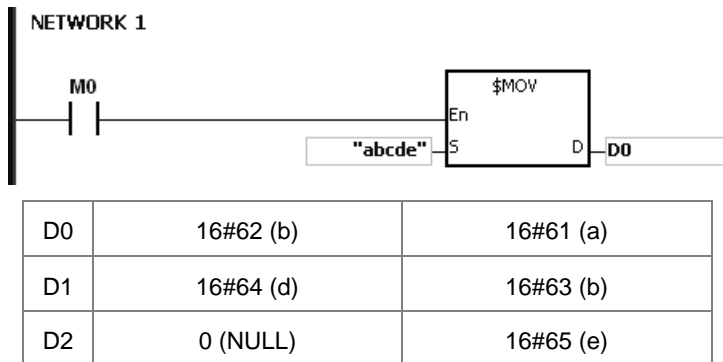 NETWORK 1
M0
$MOV
En
"abcde" S D D0
D0 16#62 (b) 16#61 (a)
D1 16#64 (d) 16#63 (b)
D2 0 (NULL) 16#65 (e)